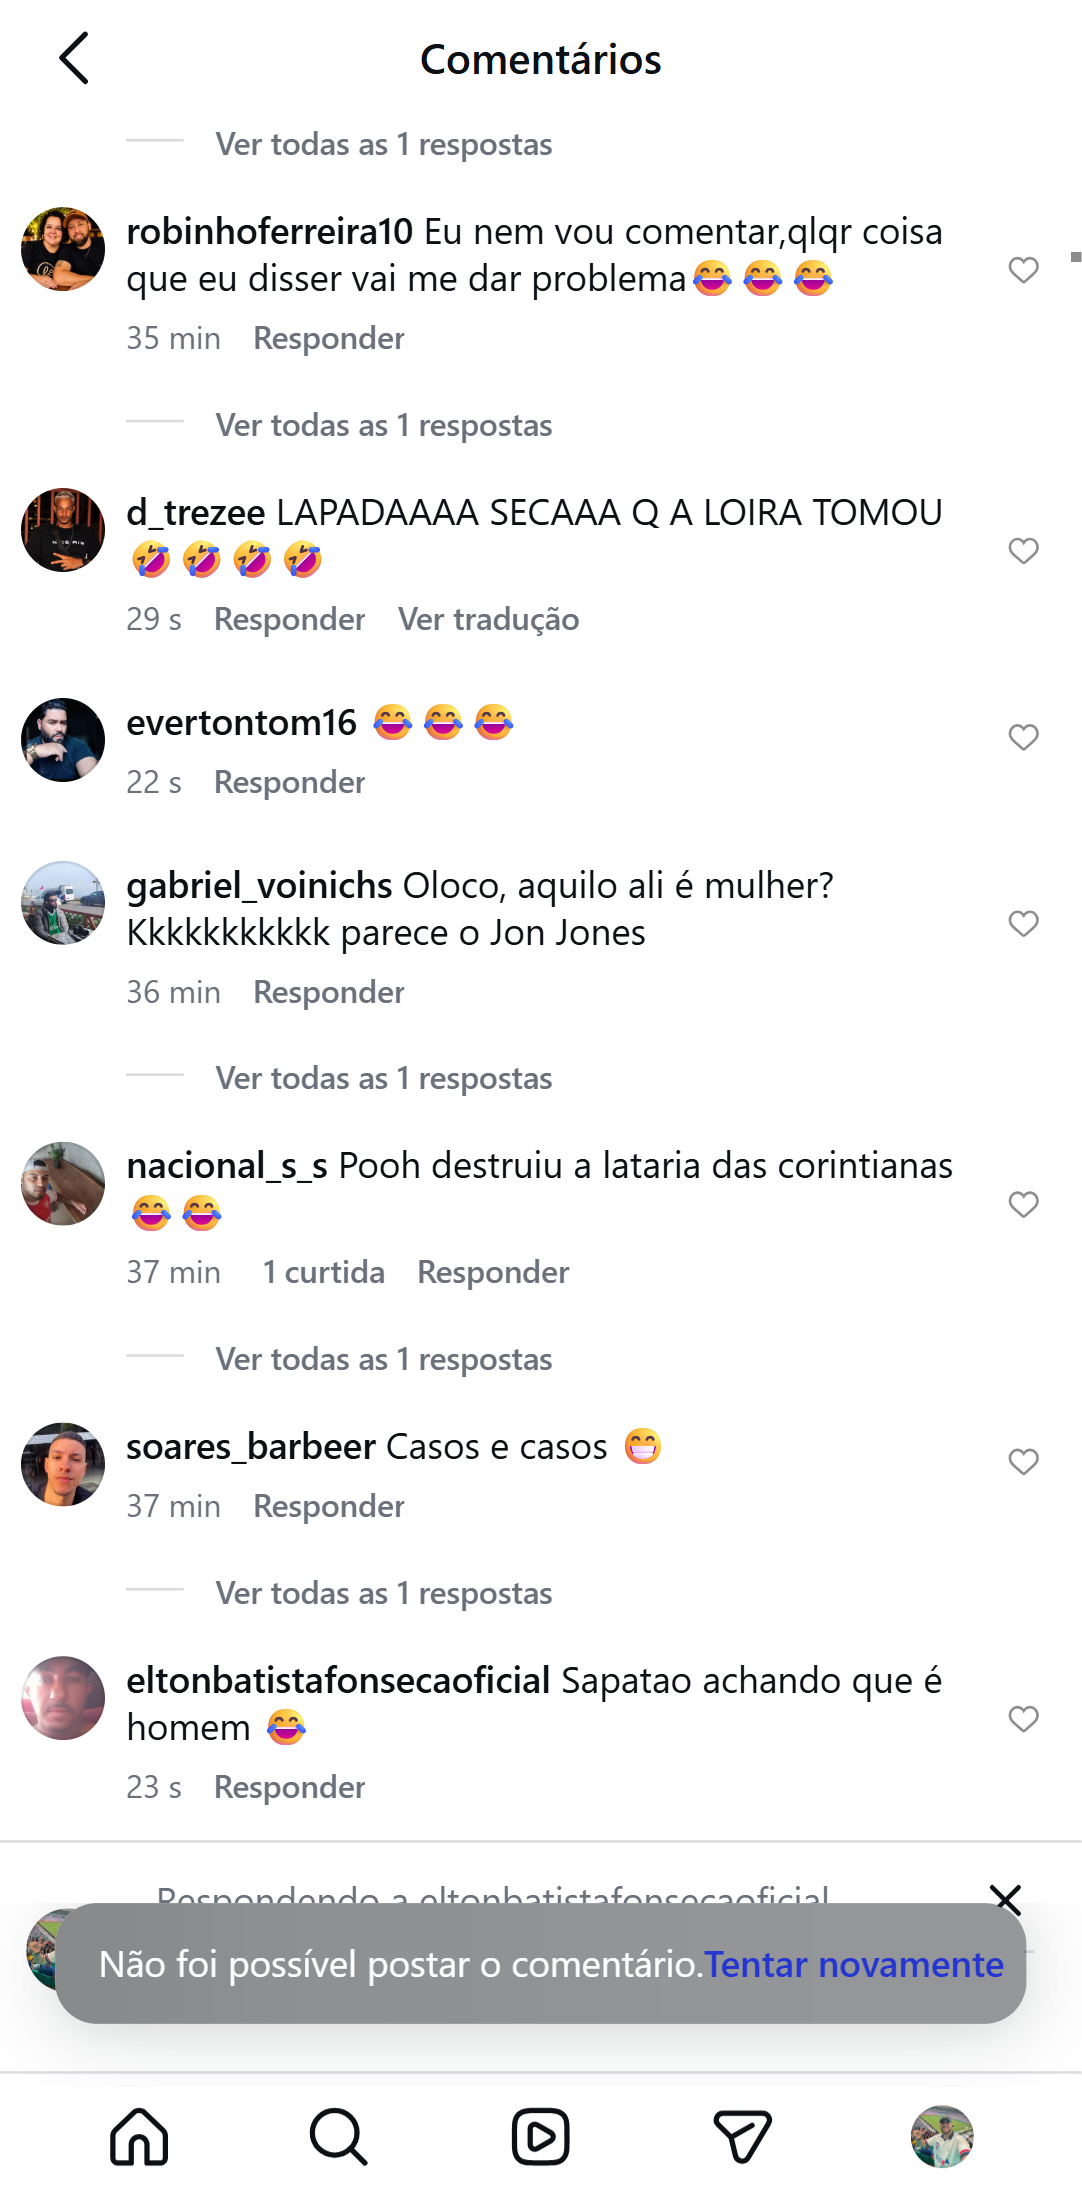 Comentários
Ver todas as 1 respostas
robinhoferreira10 Eu nem vou comentar,qlqr coisa
que eu disser vai me dar problema😂😂😂
35 min Responder
Ver todas as 1 respostas
d_trezee LAPADAAAA SECAAA Q A LOIRA TOMOU
🤣🤣🤣🤣
29 s Responder Ver tradução
evertontom16 😂😂😂
22 s Responder
gabriel_voinichs Oloco, aquilo ali é mulher?
Kkkkkkkkkkk parece o Jon Jones
36 min Responder
Ver todas as 1 respostas
nacional_s_s Pooh destruiu a lataria das corintianas
😂😂
37 min 1 curtida Responder
Ver todas as 1 respostas
soares_barbeer Casos e casos 😁
37 min Responder
Ver todas as 1 respostas
eltonbatistafonsecaoficial Sapatao achando que é
homem 😂
23 s Responder
Respondendo a eltonbatistafonsecaoficial
Não foi possível postar o comentário.Tentar novamente